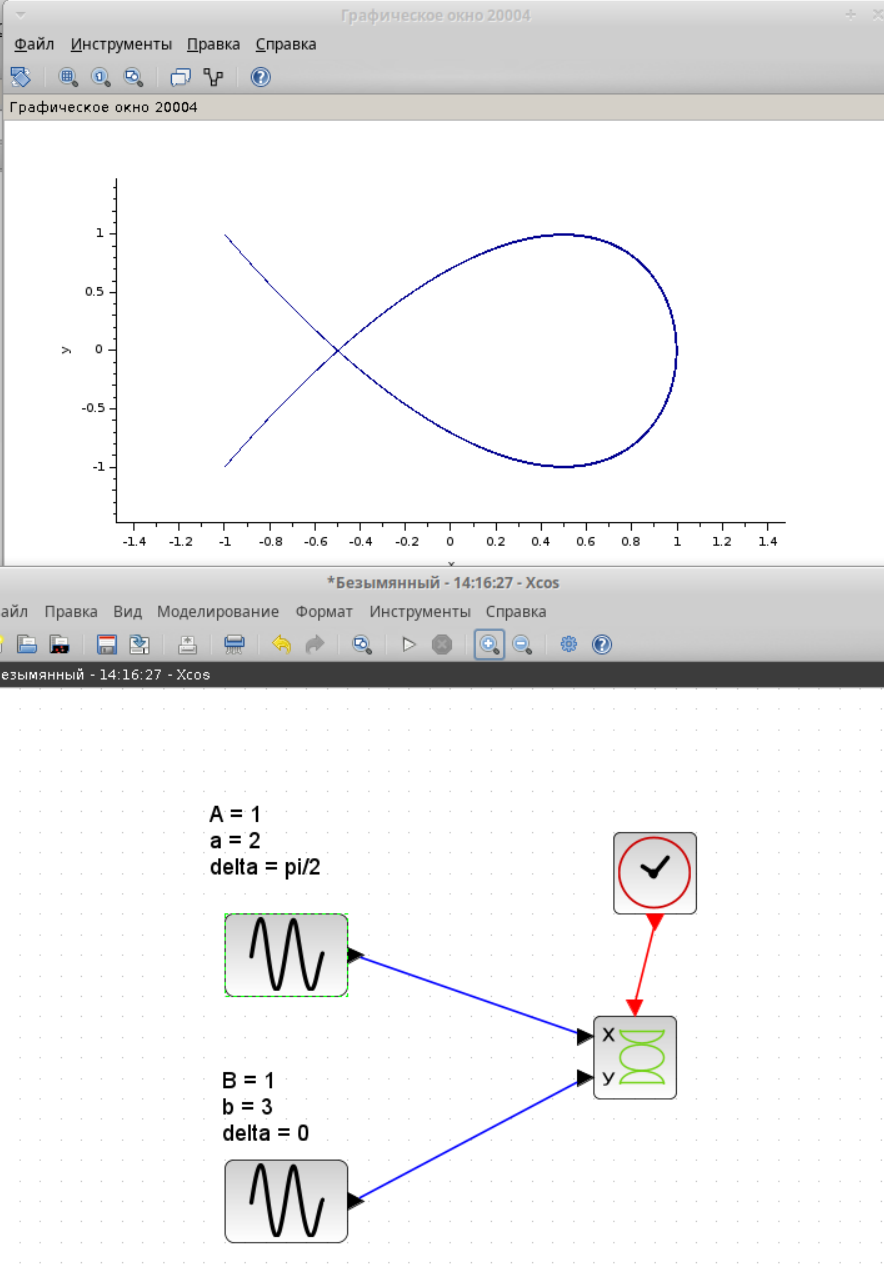 Графическое окно 20004
Файл Инструменты Правка Справка
Графическое окно 20004
1
0.5
y
0
-0.5
-1
-1.4 -1.2 -1 -0.8 -0.6 -0.4 -0.2 0 0.2 0.4 0.6 0.8 1 1.2 1.4
x
*Безымянный - 14:16:27 - Xcos
айл Правка Вид Моделирование Формат Инструменты Справка
езымянный - 14:16:27 - Xcos
A = 1
a = 2
delta = pi/2
X
y
B = 1
b = 3
delta = 0